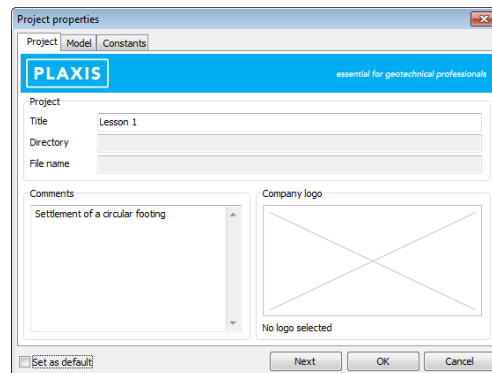 Project properties
Project Model Constants
PLAXIS
essential for geotechnical professionals
Project
Title Lesson 1
Directory
File name
Comments
Settlement of a circular footing
Company logo
No logo selected
Set as default
Next OK Cancel